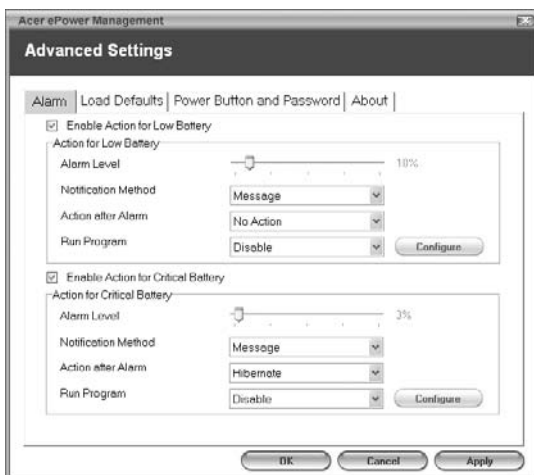 Acer ePower Management
Advanced Settings
Alarm Load Defaults Power Button and Password About
Enable Action for Low Battery
Action for Low Battery
Alarm Level 10%
Notification Method Message
Action after Alarm No Action
Run Program Disable Configure
Enable Action for Critical Battery
Action for Critical Battery
Alarm Level 3%
Notification Method Message
Action after Alarm Hibernate
Run Program Disable Configure
OK Cancel Apply